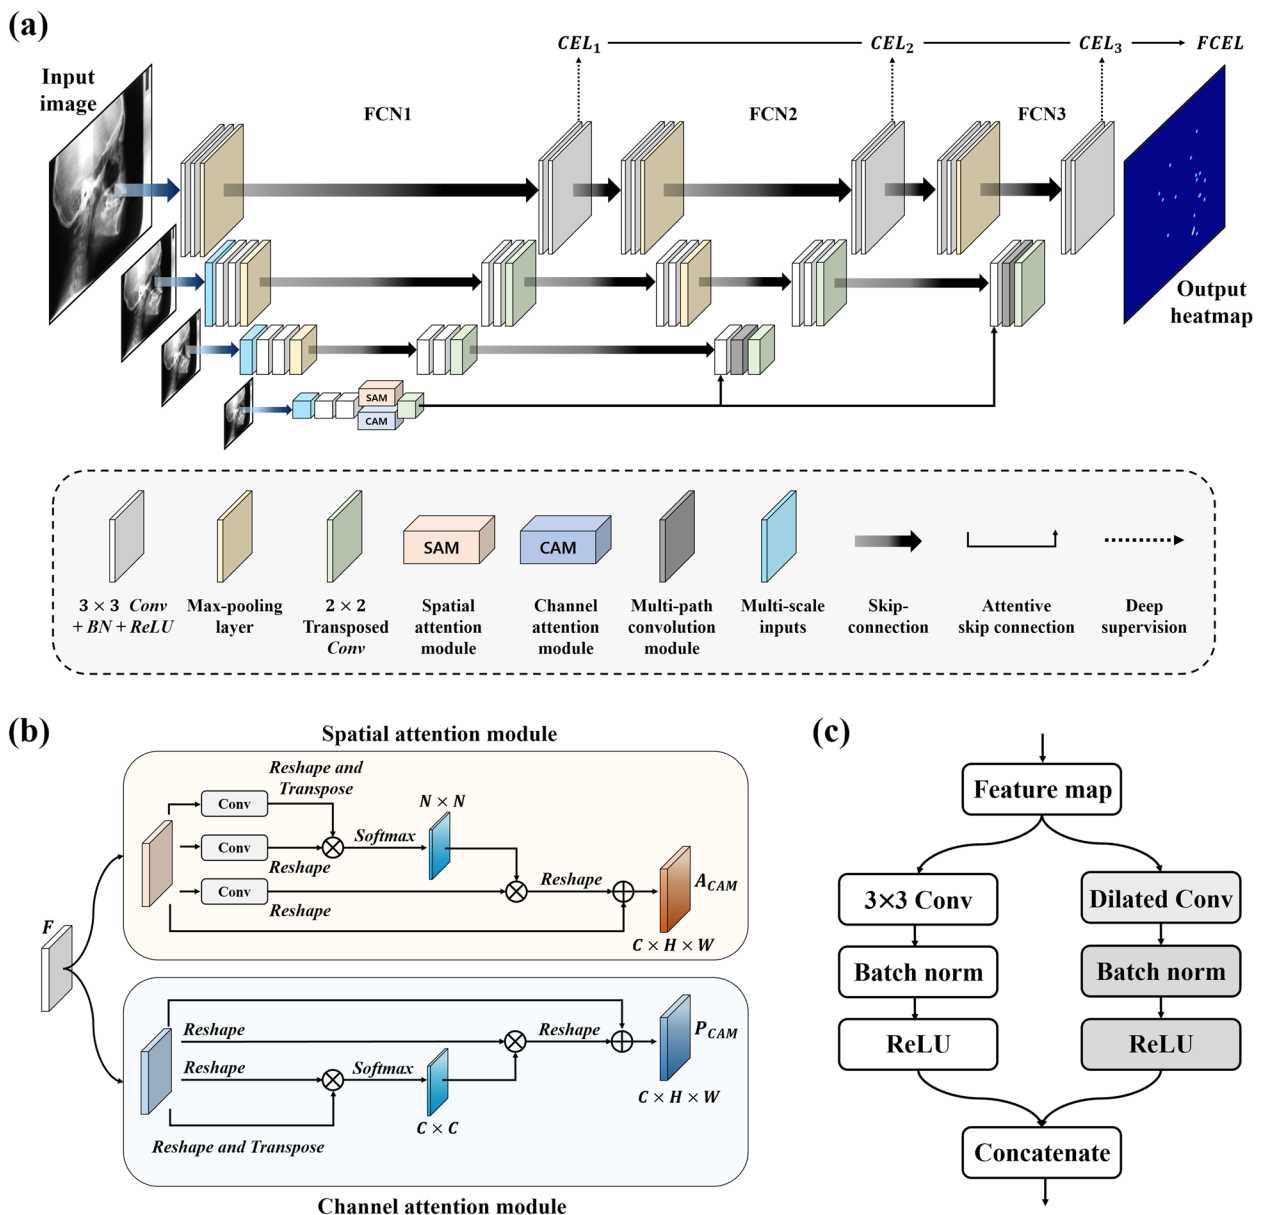 (a)
CEL₁
CEL₂
CEL₃
FCEL
Input
image
FCN1
FCN2
FCN3
Output
heatmap
SAM
CAM
SAM
CAM
3 × 3 Conv
+ BN + ReLU
Max-pooling
layer
2 × 2
Transposed
Conv
Spatial
attention
module
Channel
attention
module
Multi-path
convolution
module
Multi-scale
inputs
Skip-
connection
Attentive
skip connection
Deep
supervision
(b)
Spatial attention module
Reshape and
Transpose
Conv
N × N
Softmax
Conv
Reshape
Conv
Reshape
Reshape
A_CAM
C × H × W
F
Reshape
Reshape
P_CAM
Reshape
Softmax
C × H × W
C × C
Reshape and Transpose
Channel attention module
(c)
Feature map
3×3 Conv
Dilated Conv
Batch norm
Batch norm
ReLU
ReLU
Concatenate